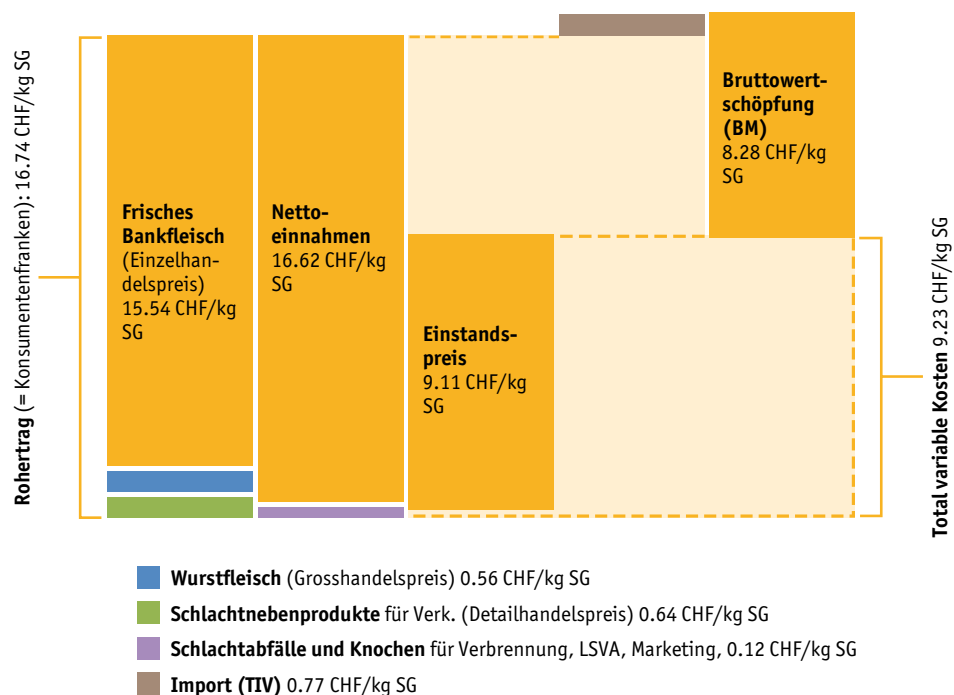 Rohertrag (= Konsumentenfranken): 16.74 CHF/kg SG
Frisches
Bankfleisch
(Einzelhan-
delspreis)
15.54 CHF/kg
SG
Netto-
einnahmen
16.62 CHF/kg
SG
Einstands-
preis
9.11 CHF/kg
SG
Bruttowert-
schöpfung
(BM)
8.28 CHF/kg
SG
Total variable Kosten 9.23 CHF/kg SG
Wurstfleisch (Grosshandelspreis) 0.56 CHF/kg SG
Schlachtnebenprodukte für Verk. (Detailhandelspreis) 0.64 CHF/kg SG
Schlachtabfälle und Knochen für Verbrennung, LSVA, Marketing, 0.12 CHF/kg SG
Import (TIV) 0.77 CHF/kg SG